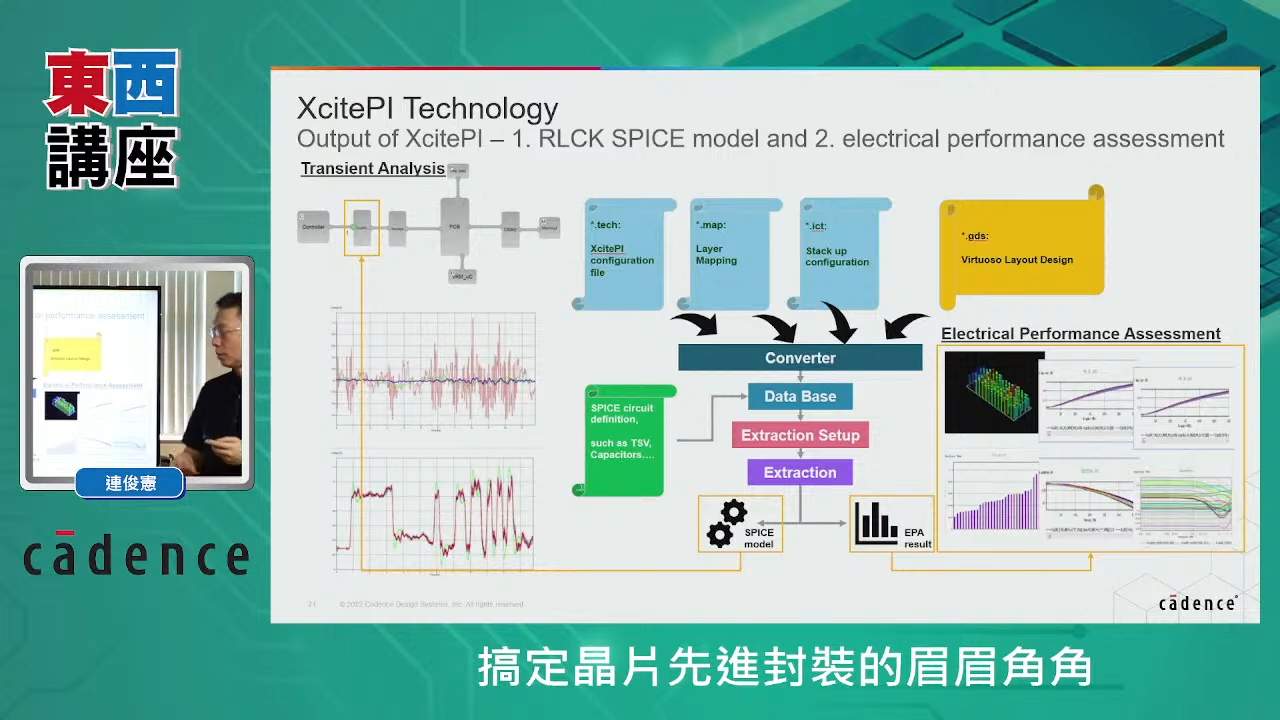 東西
講座
XcitePI Technology
Output of XcitePI – 1. RLCK SPICE model and 2. electrical performance assessment
Transient Analysis
Controller
PCB
VRM_uC
*.tech:
XcitePI
configuration
file
*.map:
Layer
Mapping
*.ict:
Stack up
configuration
*.gds:
Virtuoso Layout Design
Converter
Data Base
Extraction Setup
Extraction
SPICE circuit
definition,
such as TSV,
Capacitors....
SPICE
model
EPA
result
Electrical Performance Assessment
連俊憲
cādence
71
© 2022 Cadence Design Systems, Inc. All rights reserved.
cādence
搞定晶片先進封裝的眉眉角角